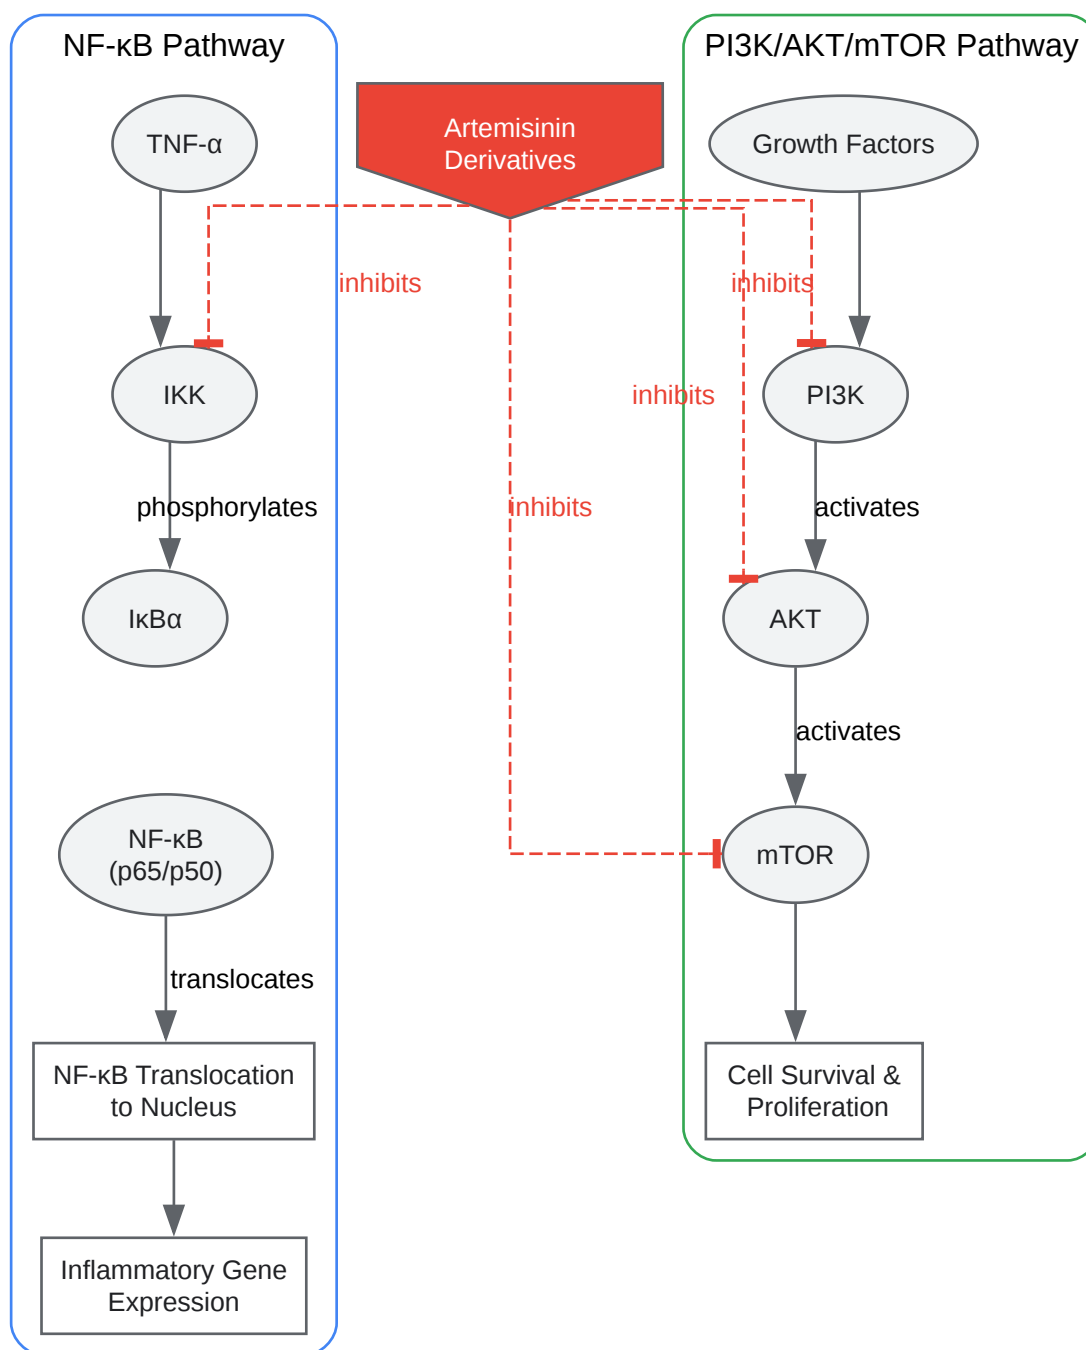 NF-κB Pathway
PI3K/AKT/mTOR Pathway
TNF-α
Artemisinin
Derivatives
Growth Factors
inhibits
inhibits
IKK
inhibits
PI3K
phosphorylates
inhibits
activates
IκBα
AKT
activates
NF-κB
(p65/p50)
mTOR
translocates
NF-κB Translocation
to Nucleus
Cell Survival &
Proliferation
Inflammatory Gene
Expression